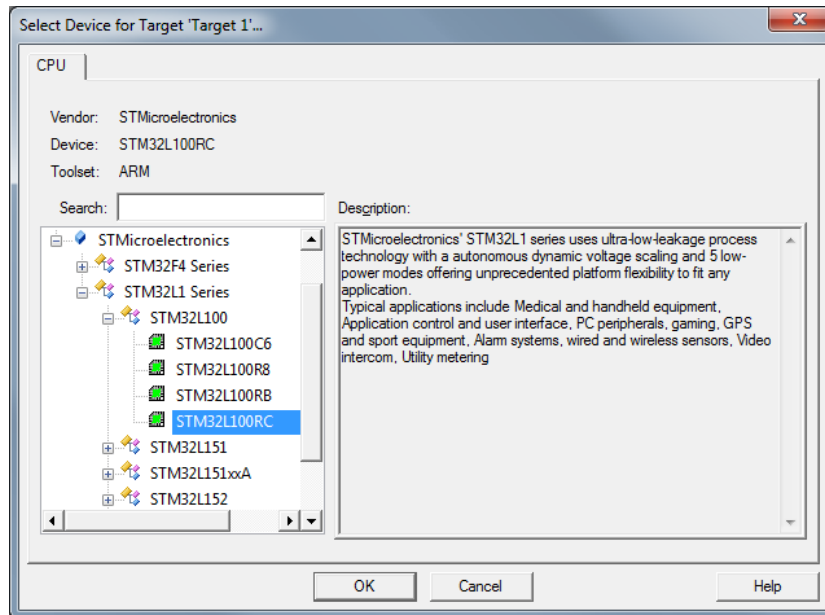 Select Device for Target 'Target 1'...
CPU
Vendor: STMicroelectronics
Device: STM32L100RC
Toolset: ARM
Search:
Description:
STMicroelectronics
STM32F4 Series
STM32L1 Series
STM32L100
STM32L100C6
STM32L100R8
STM32L100RB
STM32L100RC
STM32L151
STM32L151xxA
STM32L152
STMicroelectronics' STM32L1 series uses ultra-low-leakage process
technology with a autonomous dynamic voltage scaling and 5 low-
power modes offering unprecedented platform flexibility to fit any
application.
Typical applications include Medical and handheld equipment,
Application control and user interface, PC peripherals, gaming, GPS
and sport equipment, Alarm systems, wired and wireless sensors, Video
intercom, Utility metering
OK
Cancel
Help